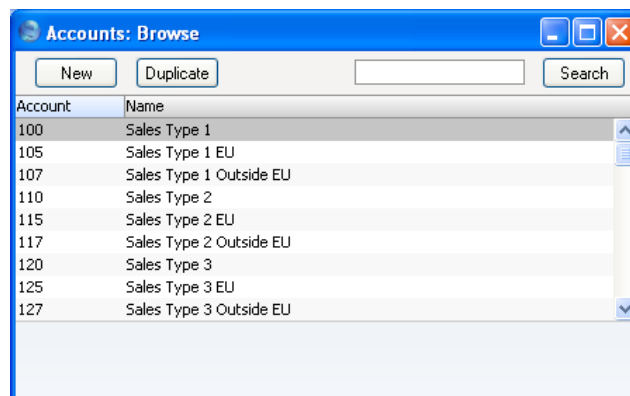 Accounts: Browse
New Duplicate Search
Account Name
100 Sales Type 1
105 Sales Type 1 EU
107 Sales Type 1 Outside EU
110 Sales Type 2
115 Sales Type 2 EU
117 Sales Type 2 Outside EU
120 Sales Type 3
125 Sales Type 3 EU
127 Sales Type 3 Outside EU